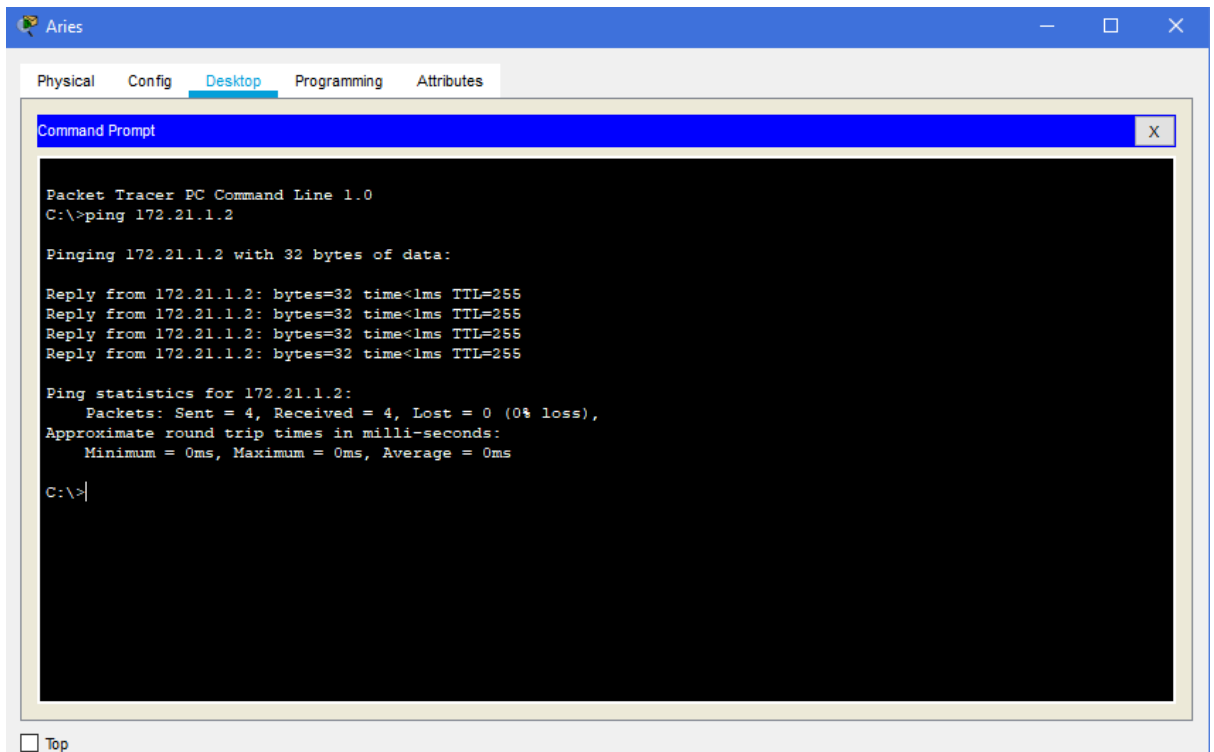 Aries
Physical Config Desktop Programming Attributes
Command Prompt X
Packet Tracer PC Command Line 1.0
C:\>ping 172.21.1.2
Pinging 172.21.1.2 with 32 bytes of data:
Reply from 172.21.1.2: bytes=32 time<1ms TTL=255
Reply from 172.21.1.2: bytes=32 time<1ms TTL=255
Reply from 172.21.1.2: bytes=32 time<1ms TTL=255
Reply from 172.21.1.2: bytes=32 time<1ms TTL=255
Ping statistics for 172.21.1.2:
Packets: Sent = 4, Received = 4, Lost = 0 (0% loss),
Approximate round trip times in milli-seconds:
Minimum = 0ms, Maximum = 0ms, Average = 0ms
C:\>
Top